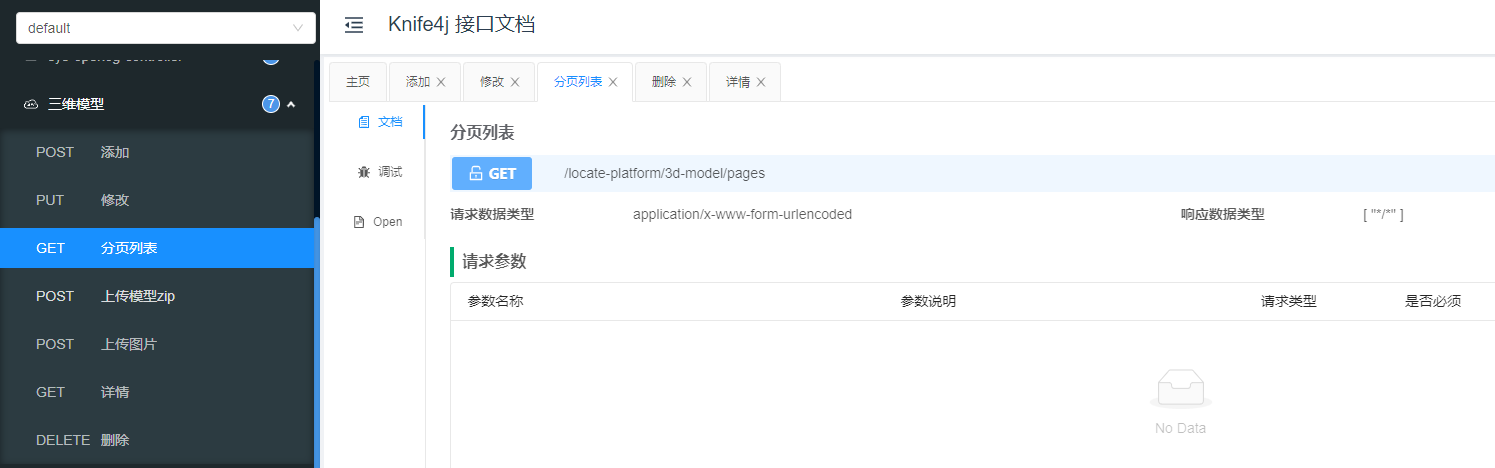 default
Knife4j 接口文档
三维模型
7
POST 添加
PUT 修改
GET 分页列表
POST 上传模型zip
POST 上传图片
GET 详情
DELETE 删除
主页 添加 修改 分页列表 删除 详情
文档
调试
Open
分页列表
GET /locate-platform/3d-model/pages
请求数据类型 application/x-www-form-urlencoded 响应数据类型 [ "*/*" ]
请求参数
参数名称 参数说明 请求类型 是否必须
No Data